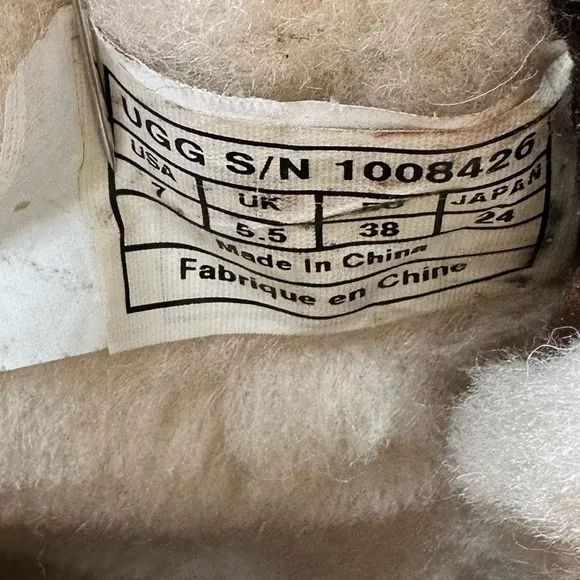 UGG S/N 1008426
USA UK JAPAN
7 5.5 38 24
Made In China
Fabrique en Chine